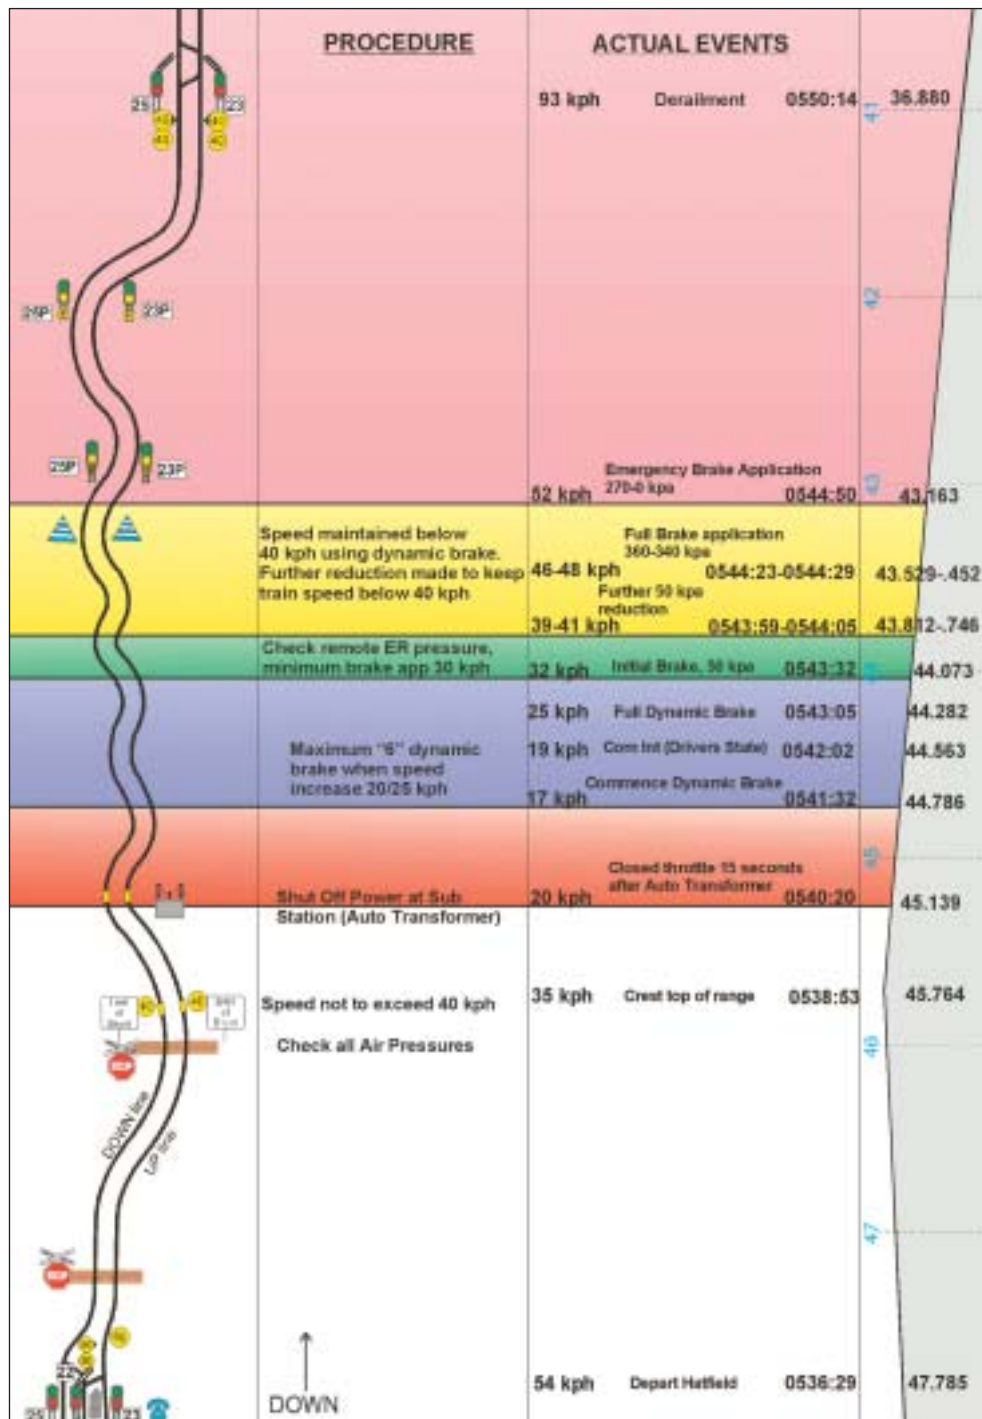 PROCEDURE
ACTUAL EVENTS
93 kph Derailment 0550:14 36.880
25
23
41
25P
23P
42
25P
23P
Emergency Brake Application
270-0 kpa
52 kph 0544:50 43.163
43
Speed maintained below
40 kph using dynamic brake.
Further reduction made to keep
train speed below 40 kph
Full Brake application
360-340 kpa
46-48 kph 0544:23-0544:29 43.529-.452
Further 50 kpa
reduction
39-41 kph 0543:59-0544:05 43.812-.746
Check remote ER pressure,
minimum brake app 30 kph
32 kph Initial Brake, 50 kpa 0543:32 44.073
25 kph Full Dynamic Brake 0543:05 44.282
Maximum "6" dynamic
brake when speed
increase 20/25 kph
19 kph Com Int (Drivers State) 0542:02 44.563
Commence Dynamic Brake
17 kph 0541:32 44.786
45
Closed throttle 15 seconds
after Auto Transformer
Shut Off Power at Sub
Station (Auto Transformer)
20 kph 0540:20 45.139
Speed not to exceed 40 kph
35 kph Crest top of range 0538:53 45.764
Check all Air Pressures
46
STOP
DOWN line
UP line
47
STOP
22
54 kph Depart Hatfield 0536:29 47.785
DOWN
25
23